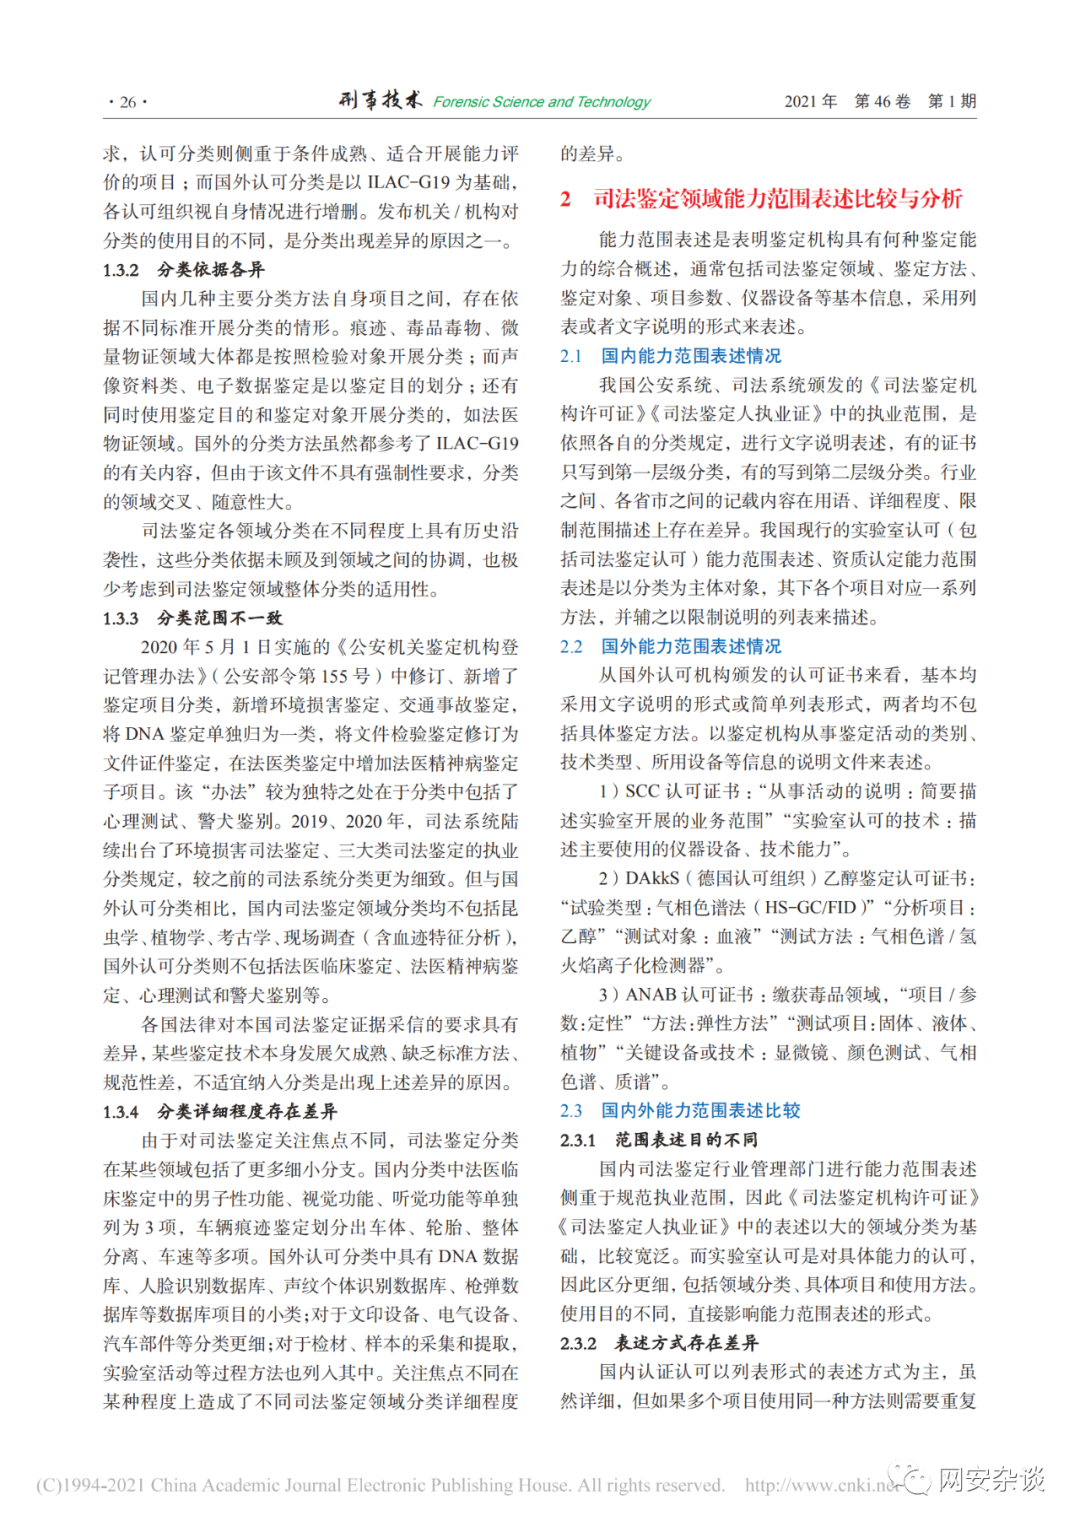 · 26 ·
刑事技术 Forensic Science and Technology
2021 年 第 46 卷 第 1 期
求，认可分类则侧重于条件成熟、适合开展能力评
价的项目；而国外认可分类是以 ILAC-G19 为基础，
各认可组织视自身情况进行增删。发布机关 / 机构对
分类的使用目的不同，是分类出现差异的原因之一。
1.3.2 分类依据各异
国内几种主要分类方法自身项目之间，存在依
据不同标准开展分类的情形。痕迹、毒品毒物、微
量物证领域大体都是按照检验对象开展分类；而声
像资料类、电子数据鉴定是以鉴定目的划分；还有
同时使用鉴定目的和鉴定对象开展分类的，如法医
物证领域。国外的分类方法虽然都参考了 ILAC-G19
的有关内容，但由于该文件不具有强制性要求，分类
的领域交叉、随意性大。
司法鉴定各领域分类在不同程度上具有历史沿
袭性，这些分类依据未顾及到领域之间的协调，也极
少考虑到司法鉴定领域整体分类的适用性。
1.3.3 分类范围不一致
2020 年 5 月 1 日实施的《公安机关鉴定机构登
记管理办法》（公安部令第 155 号）中修订、新增了
鉴定项目分类，新增环境损害鉴定、交通事故鉴定，
将 DNA 鉴定单独归为一类，将文件检验鉴定修订为
文件证件鉴定，在法医类鉴定中增加法医精神病鉴定
子项目。该“办法”较为独特之处在于分类中包括了
心理测试、警犬鉴别。2019、2020 年，司法系统陆
续出台了环境损害司法鉴定、三大类司法鉴定的执业
分类规定，较之前的司法系统分类更为细致。但与国
外认可分类相比，国内司法鉴定领域分类均不包括昆
虫学、植物学、考古学、现场调查（含血迹特征分析），
国外认可分类则不包括法医临床鉴定、法医精神病鉴
定、心理测试和警犬鉴别等。
各国法律对本国司法鉴定证据采信的要求具有
差异，某些鉴定技术本身发展欠成熟、缺乏标准方法、
规范性差，不适宜纳入分类是出现上述差异的原因。
1.3.4 分类详细程度存在差异
由于对司法鉴定关注焦点不同，司法鉴定分类
在某些领域包括了更多细小分支。国内分类中法医临
床鉴定中的男子性功能、视觉功能、听觉功能等单独
列为 3 项，车辆痕迹鉴定划分出车体、轮胎、整体
分离、车速等多项。国外认可分类中具有 DNA 数据
库、人脸识别数据库、声纹个体识别数据库、枪弹数
据库等数据库项目的小类；对于文印设备、电气设备、
汽车部件等分类更细；对于检材、样本的采集和提取，
实验室活动等过程方法也列入其中。关注焦点不同在
某种程度上造成了不同司法鉴定领域分类详细程度
的差异。
2 司法鉴定领域能力范围表述比较与分析
能力范围表述是表明鉴定机构具有何种鉴定能
力的综合概述，通常包括司法鉴定领域、鉴定方法、
鉴定对象、项目参数、仪器设备等基本信息，采用列
表或者文字说明的形式来表述。
2.1 国内能力范围表述情况
我国公安系统、司法系统颁发的《司法鉴定机
构许可证》《司法鉴定人执业证》中的执业范围，是
依照各自的分类规定，进行文字说明表述，有的证书
只写到第一层级分类，有的写到第二层级分类。行业
之间、各省市之间的记载内容在用语、详细程度、限
制范围描述上存在差异。我国现行的实验室认可（包
括司法鉴定认可）能力范围表述、资质认定能力范围
表述是以分类为主体对象，其下各个项目对应一系列
方法，并辅之以限制说明的列表来描述。
2.2 国外能力范围表述情况
从国外认可机构颁发的认可证书来看，基本均
采用文字说明的形式或简单列表形式，两者均不包
括具体鉴定方法。以鉴定机构从事鉴定活动的类别、
技术类型、所用设备等信息的说明文件来表述。
1）SCC 认可证书：“从事活动的说明：简要描
述实验室开展的业务范围”“实验室认可的技术：描
述主要使用的仪器设备、技术能力”。
2）DAkkS（德国认可组织）乙醇鉴定认可证书：
“试验类型：气相色谱法（HS-GC/FID）”“分析项目：
乙醇”“测试对象：血液”“测试方法：气相色谱 / 氢
火焰离子化检测器”。
3）ANAB 认可证书：缴获毒品领域，“项目 / 参
数：定性”“方法：弹性方法”“测试项目：固体、液体、
植物”“关键设备或技术：显微镜、颜色测试、气相
色谱、质谱”。
2.3 国内外能力范围表述比较
2.3.1 范围表述目的不同
国内司法鉴定行业管理部门进行能力范围表述
侧重于规范执业范围，因此《司法鉴定机构许可证》
《司法鉴定人执业证》中的表述以大的领域分类为基
础，比较宽泛。而实验室认可是对具体能力的认可，
因此区分更细，包括领域分类、具体项目和使用方法。
使用目的不同，直接影响能力范围表述的形式。
2.3.2 表述方式存在差异
国内认证认可以列表形式的表述方式为主，虽
然详细，但如果多个项目使用同一种方法则需要重复
(C)1994-2021 China Academic Journal Electronic Publishing House. All rights reserved. http://www.cnki.net
网安杂谈